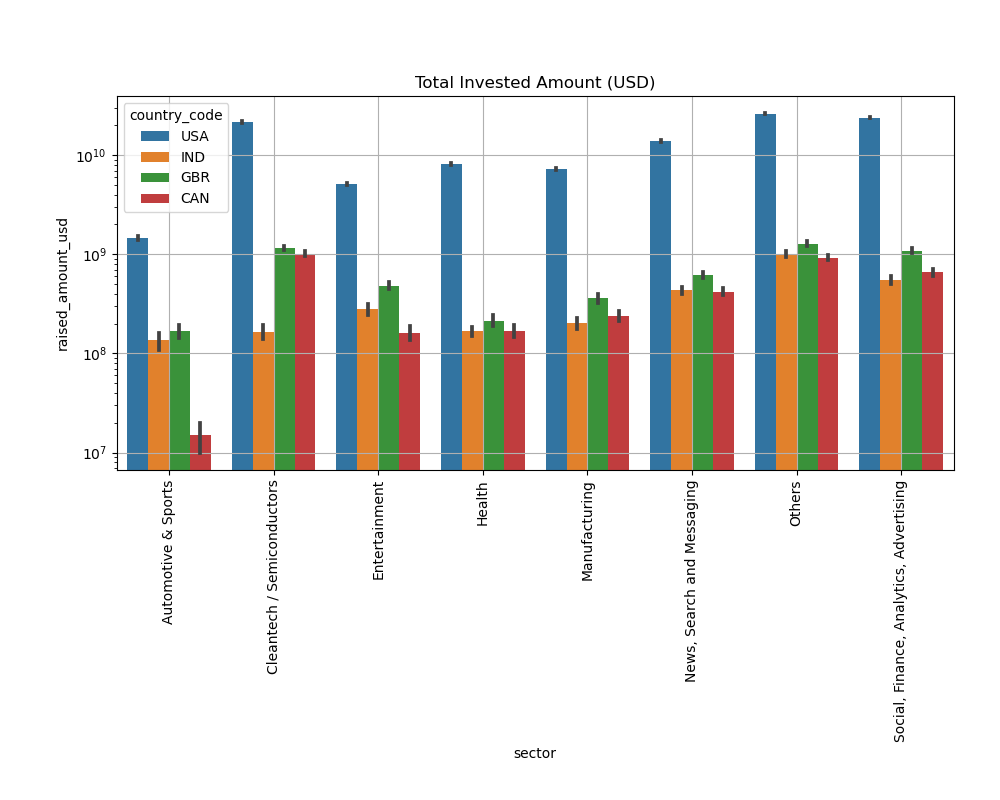 Total Invested Amount (USD)
country_code
USA
IND
GBR
CAN
raised_amount_usd
10^10
10^9
10^8
10^7
Automotive & Sports
Cleantech / Semiconductors
Entertainment
Health
Manufacturing
News, Search and Messaging
Others
Social, Finance, Analytics, Advertising
sector